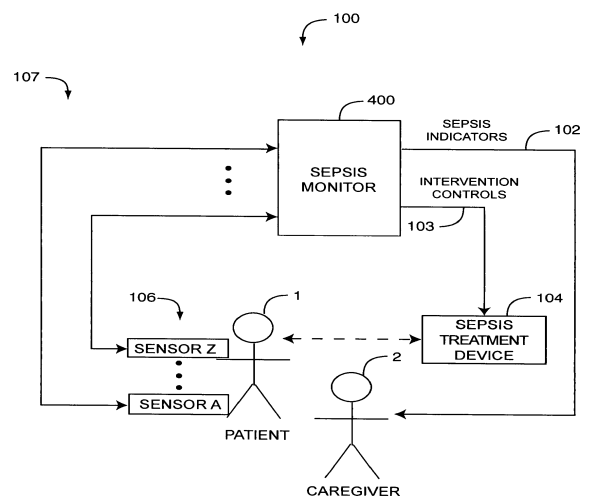 100
107
400
SEPSIS
INDICATORS
102
SEPSIS
MONITOR
INTERVENTION
CONTROLS
103
106
1
104
SEPSIS
TREATMENT
DEVICE
SENSOR Z
2
SENSOR A
PATIENT
CAREGIVER